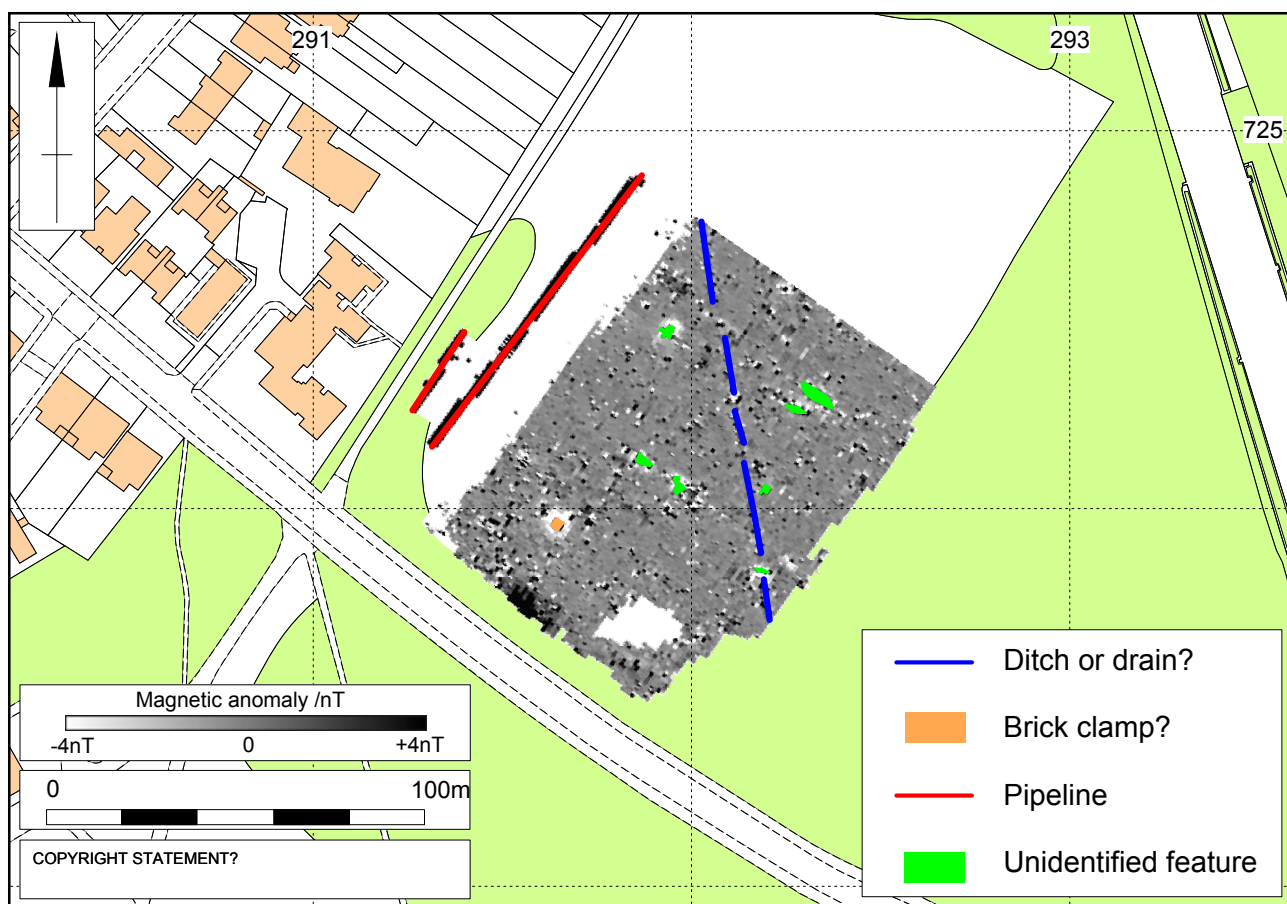 291
293
725
Magnetic anomaly /nT
-4nT 0 +4nT
0 100m
COPYRIGHT STATEMENT?
Ditch or drain?
Brick clamp?
Pipeline
Unidentified feature